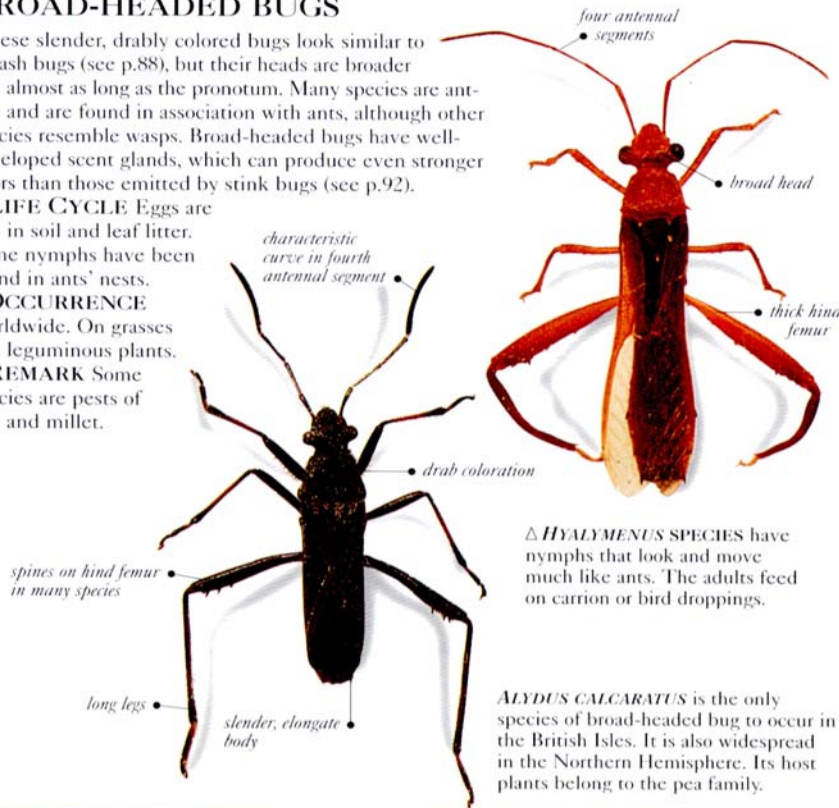 ROAD-HEADED BUGS
ese slender, drably colored bugs look similar to
ash bugs (see p.88), but their heads are broader
almost as long as the pronotum. Many species are ant-
and are found in association with ants, although other
cies resemble wasps. Broad-headed bugs have well-
eloped scent glands, which can produce even stronger
rs than those emitted by stink bugs (see p.92).
LIFE CYCLE Eggs are
in soil and leaf litter.
ne nymphs have been
nd in ants' nests.
OCCURRENCE
rldwide. On grasses
leguminous plants.
REMARK Some
cies are pests of
and millet.
four antennal
segments
broad head
thick hind
femur
characteristic
curve in fourth
antennal segment
drab coloration
spines on hind femur
in many species
long legs
slender, elongate
body
△ HYALYMENUS SPECIES have
nymphs that look and move
much like ants. The adults feed
on carrion or bird droppings.
ALYDUS CALCARATUS is the only
species of broad-headed bug to occur in
the British Isles. It is also widespread
in the Northern Hemisphere. Its host
plants belong to the pea family.